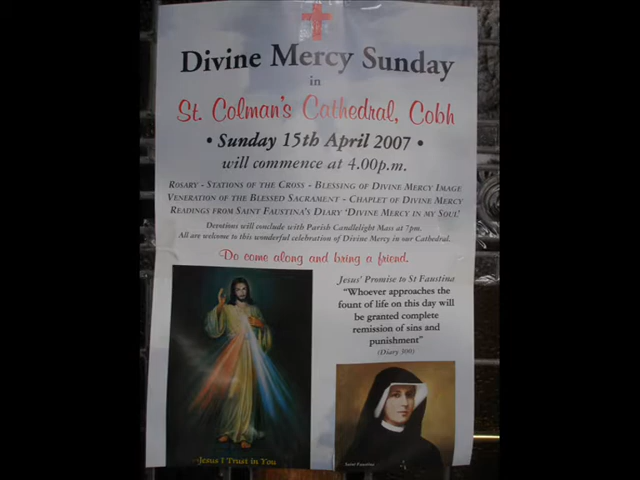 Divine Mercy Sunday
in
St. Colman's Cathedral, Cobh
• Sunday 15th April 2007 •
will commence at 4.00p.m.
Rosary - Stations of the Cross - Blessing of Divine Mercy Image
Veneration of the Blessed Sacrament - Chaplet of Divine Mercy
Readings from Saint Faustina's Diary 'Divine Mercy in my Soul'
Devotions will conclude with Parish Candlelight Mass at 7pm.
All are welcome to this wonderful celebration of Divine Mercy in our Cathedral.
Do come along and bring a friend.
Jesus' Promise to St Faustina
"Whoever approaches the
fount of life on this day will
be granted complete
remission of sins and
punishment"
(Diary 300)
Jesus I Trust in You
Saint Faustina